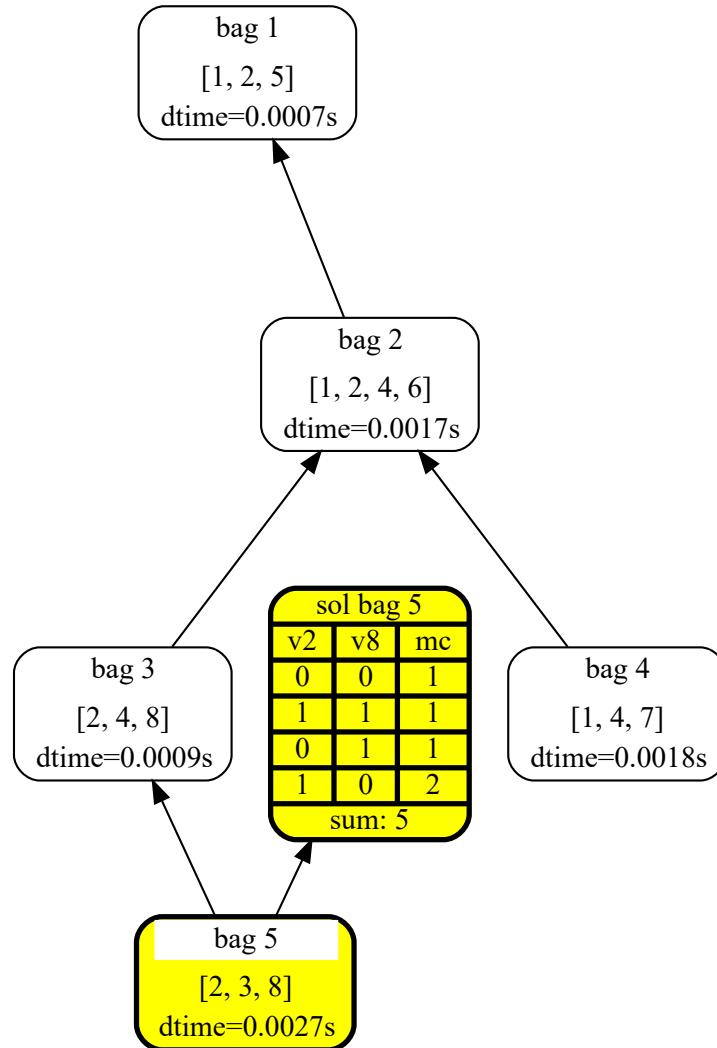 bag 1
[1, 2, 5]
dtime=0.0007s
bag 2
[1, 2, 4, 6]
dtime=0.0017s
sol bag 5
v2 v8 mc
0 0 1
1 1 1
0 1 1
1 0 2
sum: 5
bag 3
[2, 4, 8]
dtime=0.0009s
bag 4
[1, 4, 7]
dtime=0.0018s
bag 5
[2, 3, 8]
dtime=0.0027s